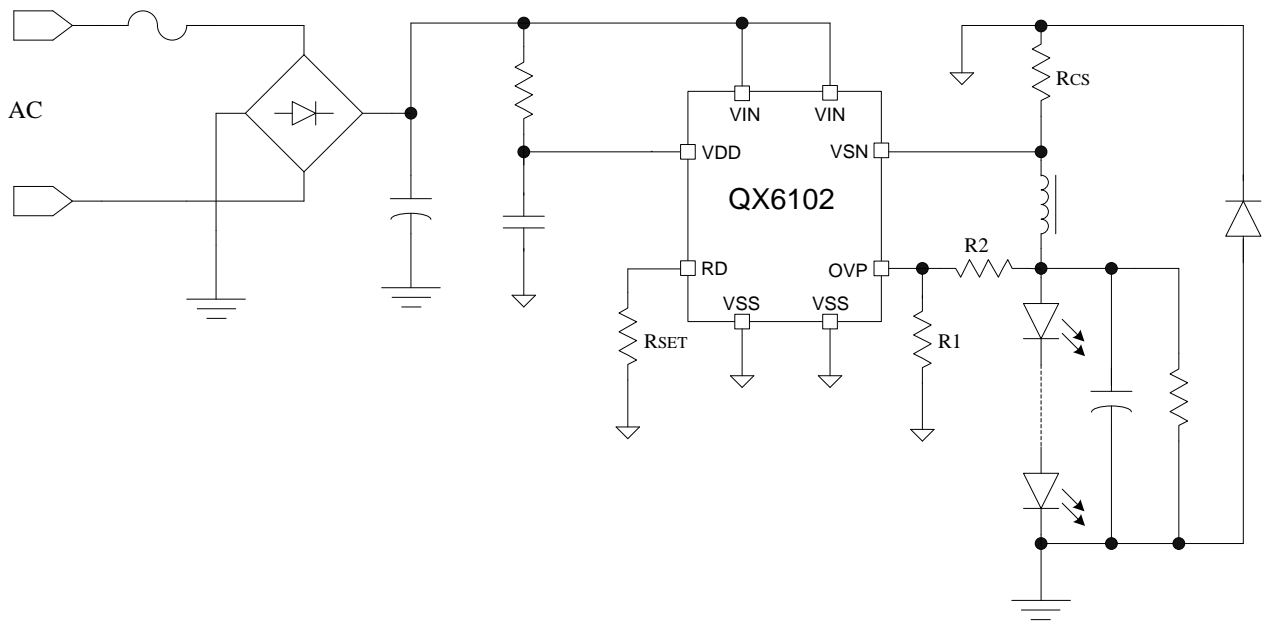 AC
VIN
VIN
VDD
VSN
QX6102
RD
OVP
VSS
VSS
RSET
RCS
R2
R1